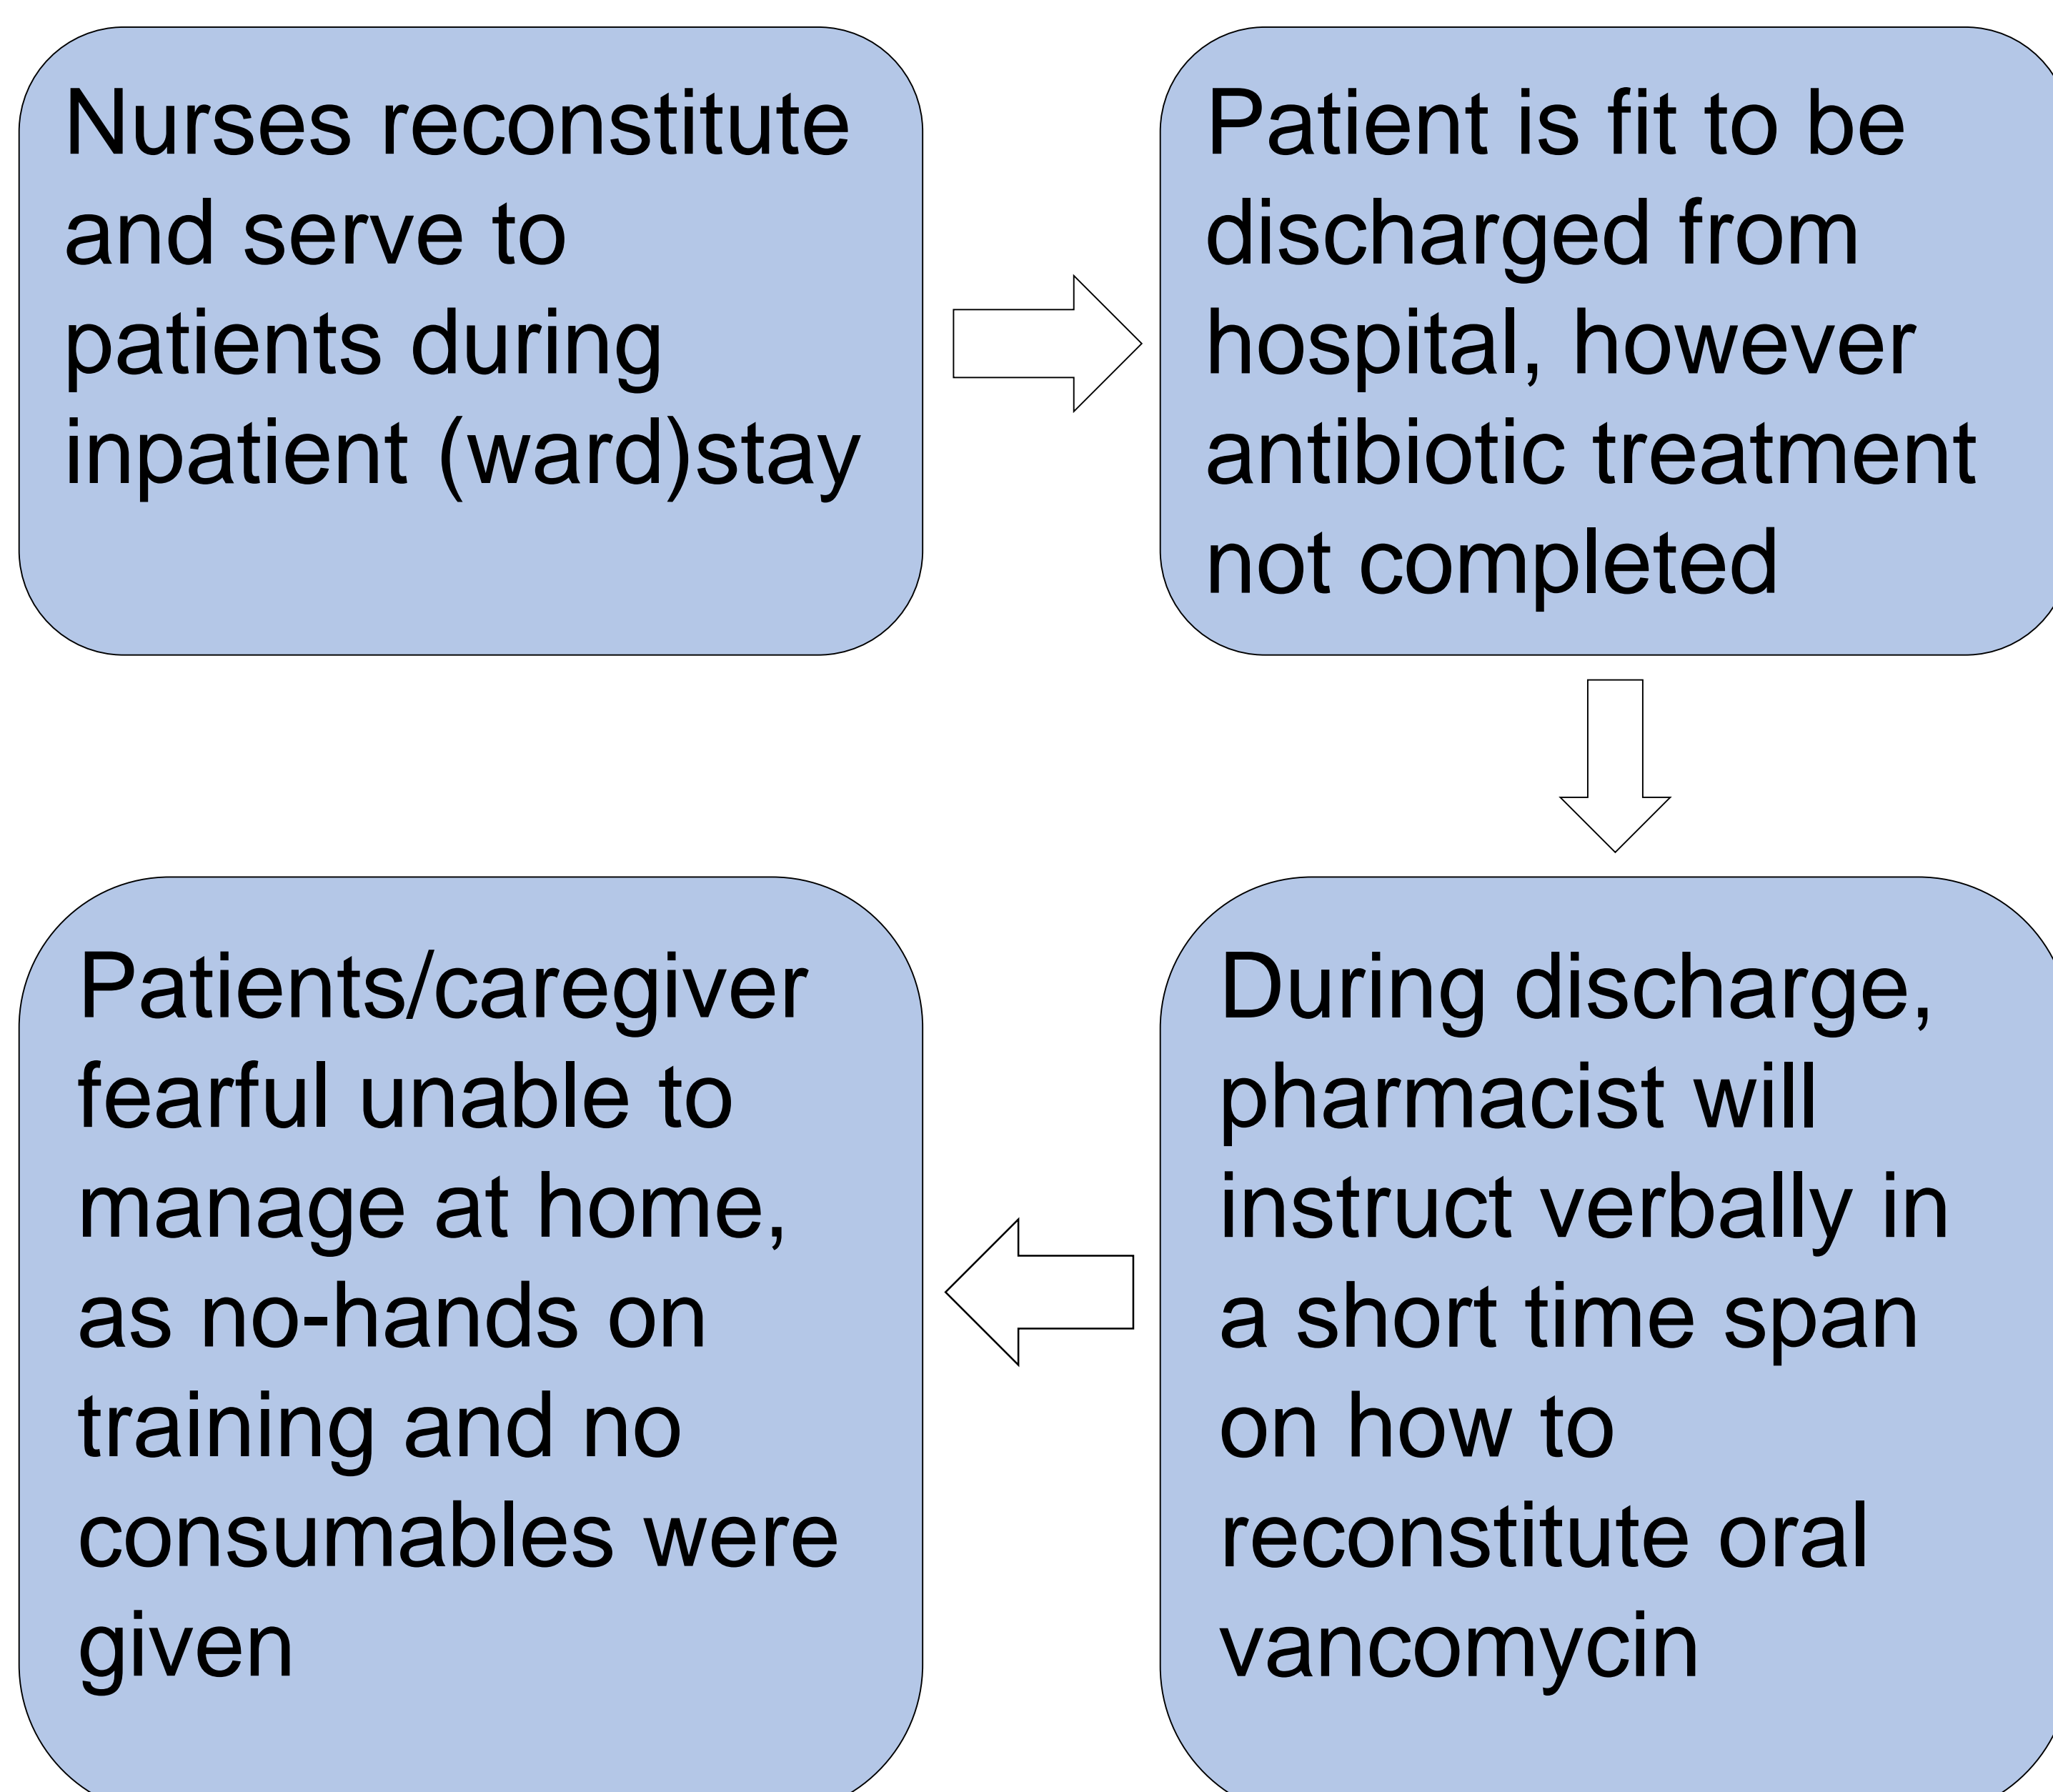 Nurses reconstitute
and serve to
patients during
inpatient (ward)stay
Patient is fit to be
discharged from
hospital, however
antibiotic treatment
not completed
During discharge,
pharmacist will
instruct verbally in
a short time span
on how to
reconstitute oral
vancomycin
Patients/caregiver
fearful unable to
manage at home,
as no-hands on
training and no
consumables were
given